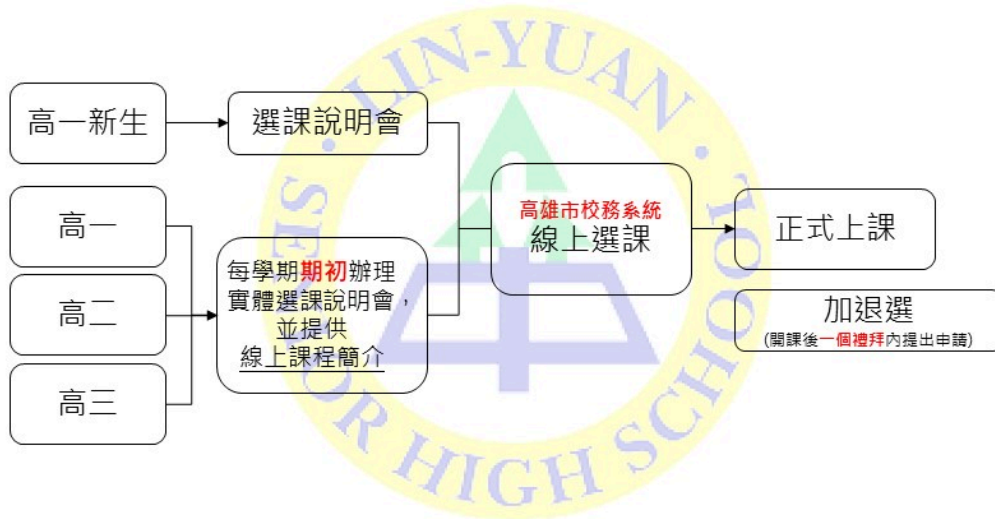 LIN-YUAN
SENIOR HIGH SCHOOL
高一新生
選課說明會
高一
高二
高三
每學期期初辦理
實體選課說明會，
並提供
線上課程簡介
高雄市校務系統
線上選課
正式上課
加退選
(開課後一個禮拜內提出申請)